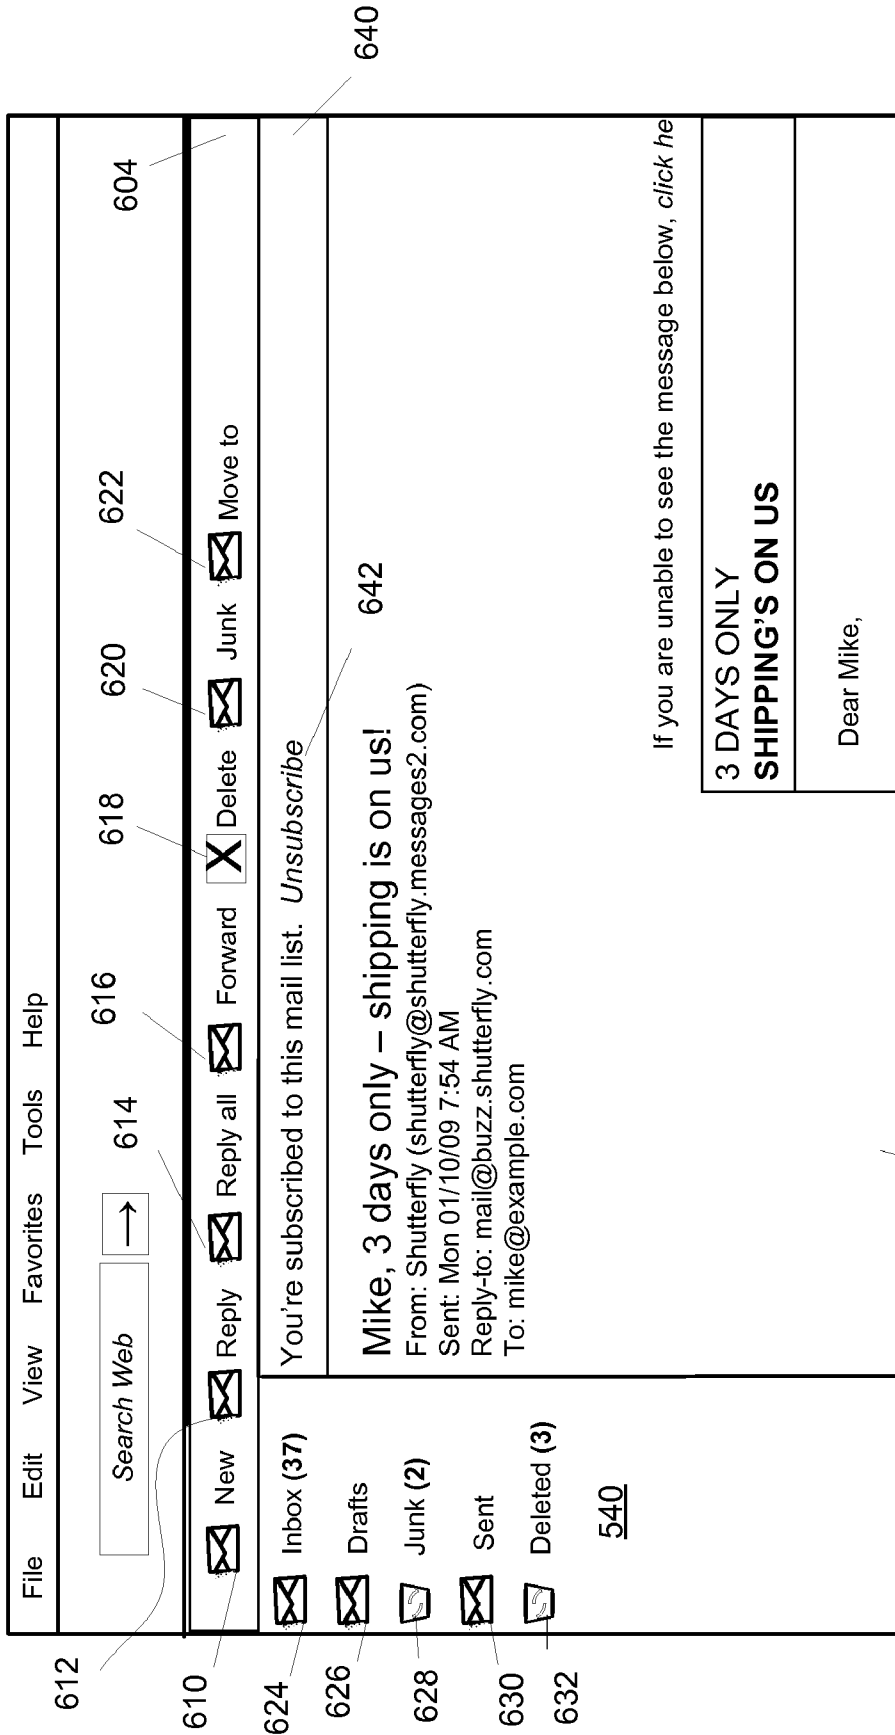 File Edit View Favorites Tools Help
Search Web →
604
612
614
616
618
620
622
610
New Reply Reply all Forward X Delete Junk Move to
640
You're subscribed to this mail list. Unsubscribe
642
624 Inbox (37)
626 Drafts
628 Junk (2)
630 Sent
632 Deleted (3)
540
Mike, 3 days only – shipping is on us!
From: Shutterfly (shutterfly@shutterfly.messages2.com)
Sent: Mon 01/10/09 7:54 AM
Reply-to: mail@buzz.shutterfly.com
To: mike@example.com
If you are unable to see the message below, click he
3 DAYS ONLY
SHIPPING'S ON US
Dear Mike,